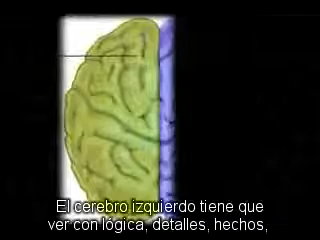 El cerebro izquierdo tiene que
ver con lógica, detalles, hechos,